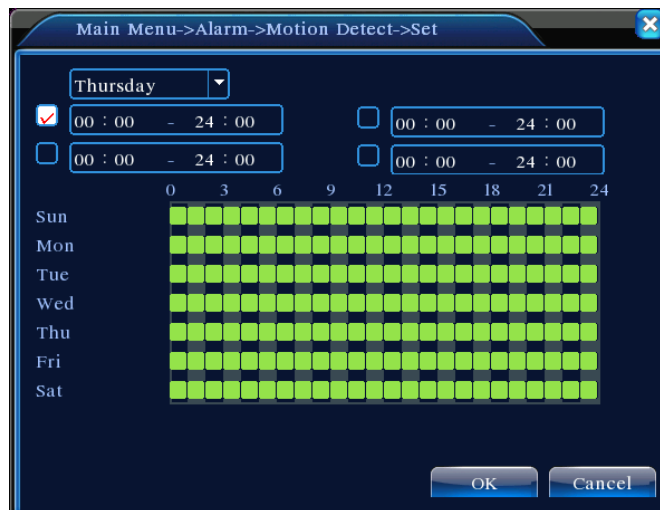 Main Menu->Alarm->Motion Detect->Set
Thursday
00 : 00 - 24 : 00 00 : 00 - 24 : 00
00 : 00 - 24 : 00 00 : 00 - 24 : 00
0 3 6 9 12 15 18 21 24
Sun
Mon
Tue
Wed
Thu
Fri
Sat
OK Cancel